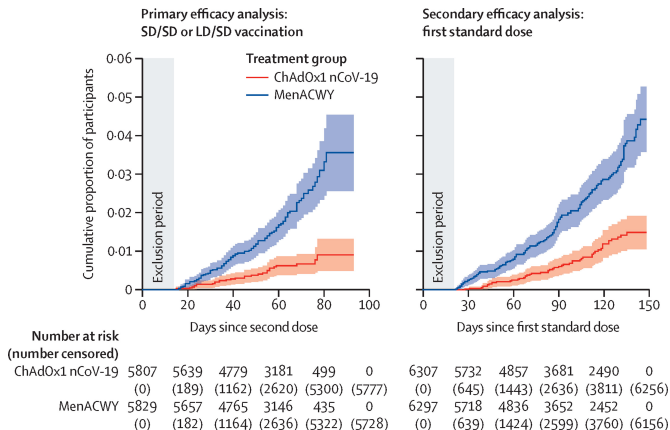 Primary efficacy analysis:
SD/SD or LD/SD vaccination
Secondary efficacy analysis:
first standard dose
Treatment group
ChAdOx1 nCoV-19
MenACWY
Cumulative proportion of participants
0·06
0·05
0·04
0·03
0·02
0·01
0
Exclusion period
0 20 40 60 80 100
Days since second dose
Exclusion period
0 30 60 90 120 150
Days since first standard dose
Number at risk
(number censored)
ChAdOx1 nCoV-19 5807 5639 4779 3181 499 0 6307 5732 4857 3681 2490 0
(0) (189) (1162) (2620) (5300) (5777) (0) (645) (1443) (2636) (3811) (6256)
MenACWY 5829 5657 4765 3146 435 0 6297 5718 4836 3652 2452 0
(0) (182) (1164) (2636) (5322) (5728) (0) (639) (1424) (2599) (3760) (6156)